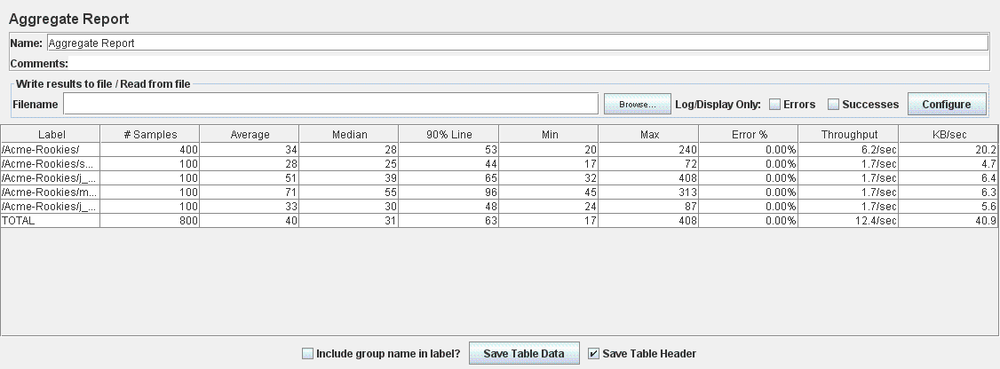 Aggregate Report
Name: Aggregate Report
Comments:
Write results to file / Read from file
Filename Browse... Log/Display Only: Errors Successes Configure
Label # Samples Average Median 90% Line Min Max Error % Throughput KB/sec
/Acme-Rookies/ 400 34 28 53 20 240 0.00% 6.2/sec 20.2
/Acme-Rookies/s... 100 28 25 44 17 72 0.00% 1.7/sec 4.7
/Acme-Rookies/j_... 100 51 39 65 32 408 0.00% 1.7/sec 6.4
/Acme-Rookies/m... 100 71 55 96 45 313 0.00% 1.7/sec 6.3
/Acme-Rookies/j_... 100 33 30 48 24 87 0.00% 1.7/sec 5.6
TOTAL 800 40 31 63 17 408 0.00% 12.4/sec 40.9
Include group name in label? Save Table Data Save Table Header